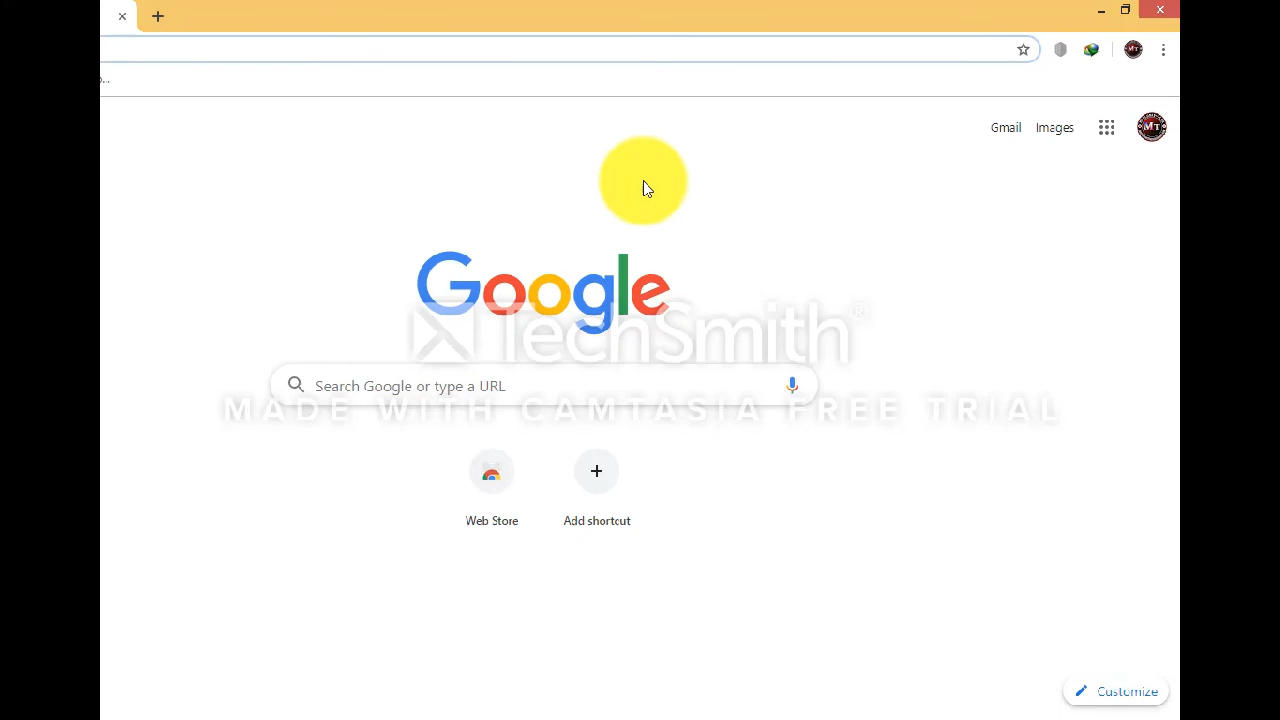 Gmail Images
MT
Google
TechSmith®
Search Google or type a URL
MADE WITH CAMTASIA FREE TRIAL
Web Store Add shortcut
Customize